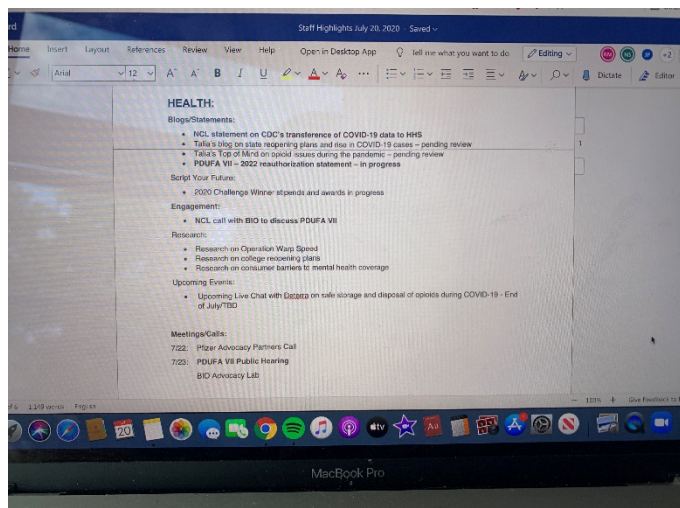 rd
Staff Highlights July 20, 2020 - Saved
Home Insert Layout References Review View Help Open in Desktop App Tell me what you want to do Editing +2
Arial 12 A A B I U A A Dictate Editor
HEALTH:
Blogs/Statements:
• NCL statement on CDC's transference of COVID-19 data to HHS
• Talia's blog on state reopening plans and rise in COVID-19 cases – pending review
• Talia's Top of Mind on opioid issues during the pandemic – pending review
• PDUFA VII – 2022 reauthorization statement – in progress
Script Your Future:
• 2020 Challenge Winner stipends and awards in progress
Engagement:
• NCL call with BIO to discuss PDUFA VII
Research:
• Research on Operation Warp Speed
• Research on college reopening plans
• Research on consumer barriers to mental health coverage
Upcoming Events:
• Upcoming Live Chat with Deterra on safe storage and disposal of opioids during COVID-19 - End
of July/TBD
Meetings/Calls:
7/22: Pfizer Advocacy Partners Call
7/23: PDUFA VII Public Hearing
BIO Advocacy Lab
1,149 words English 100% + Give Feedback to
20 tv Au
MacBook Pro